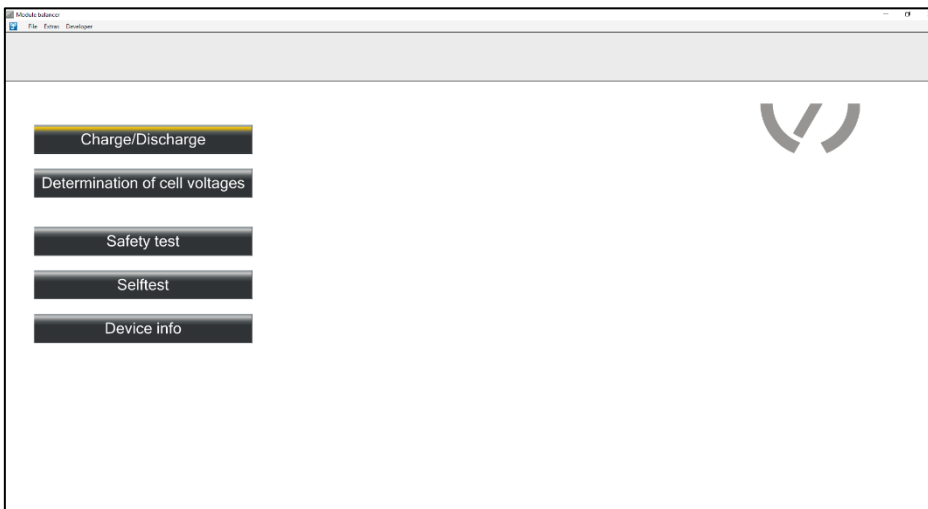 Module balancer
File Extras Developer
Charge/Discharge
Determination of cell voltages
Safety test
Selftest
Device info